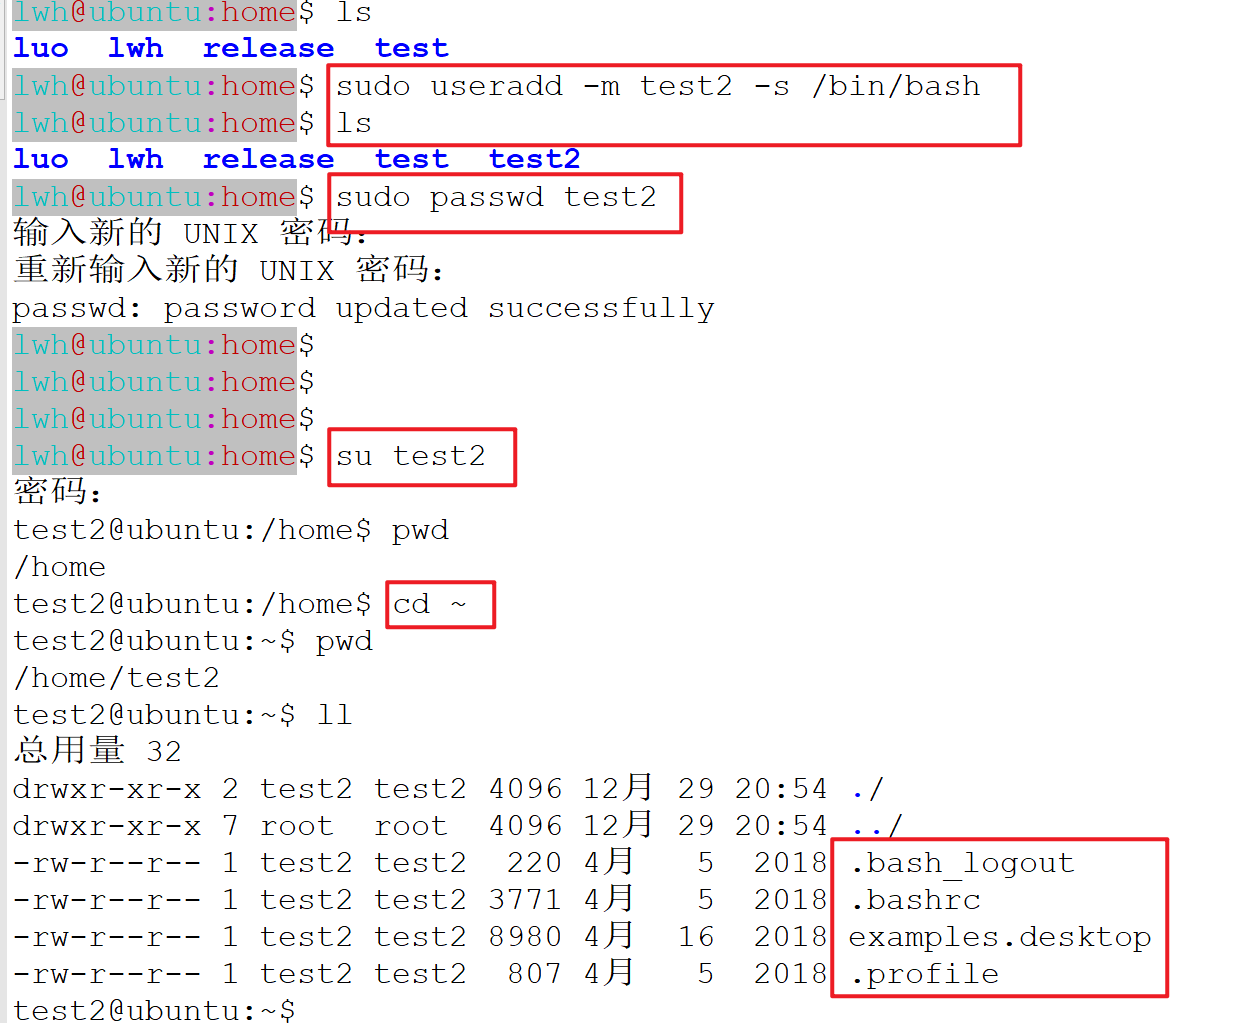 lwh@ubuntu:home$ ls
luo  lwh  release  test
lwh@ubuntu:home$ sudo useradd -m test2 -s /bin/bash
lwh@ubuntu:home$ ls
luo  lwh  release  test  test2
lwh@ubuntu:home$ sudo passwd test2
输入新的 UNIX 密码：
重新输入新的 UNIX 密码：
passwd: password updated successfully
lwh@ubuntu:home$
lwh@ubuntu:home$
lwh@ubuntu:home$
lwh@ubuntu:home$ su test2
密码：
test2@ubuntu:/home$ pwd
/home
test2@ubuntu:/home$ cd ~
test2@ubuntu:~$ pwd
/home/test2
test2@ubuntu:~$ ll
总用量 32
drwxr-xr-x 2 test2 test2 4096 12月 29 20:54 ./
drwxr-xr-x 7 root  root  4096 12月 29 20:54 ../
-rw-r--r-- 1 test2 test2  220 4月   5  2018 .bash_logout
-rw-r--r-- 1 test2 test2 3771 4月   5  2018 .bashrc
-rw-r--r-- 1 test2 test2 8980 4月  16  2018 examples.desktop
-rw-r--r-- 1 test2 test2  807 4月   5  2018 .profile
test2@ubuntu:~$